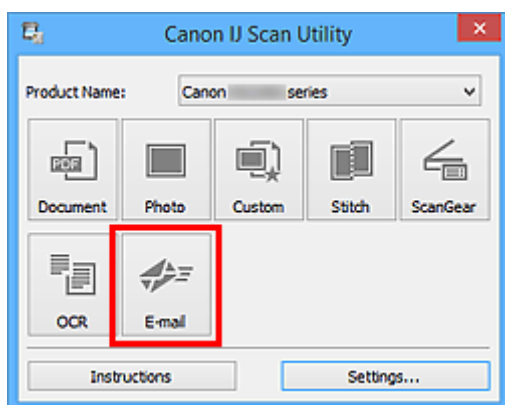 Canon IJ Scan Utility
Product Name: Canon series
PDF
Document Photo Custom Stitch ScanGear
OCR E-mail
Instructions Settings...